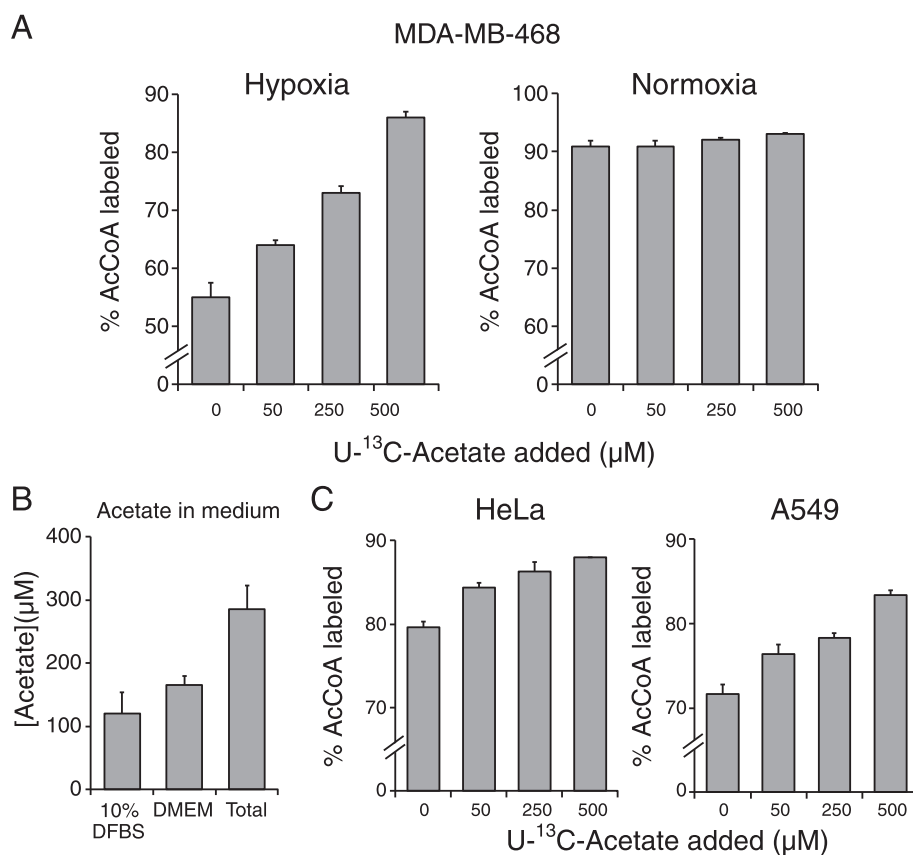 A
MDA-MB-468
Hypoxia
Normoxia
% AcCoA labeled
90
80
70
60
50
0
0 50 250 500
% AcCoA labeled
100
90
80
70
60
0
0 50 250 500
U-¹³C-Acetate added (µM)
B
Acetate in medium
[Acetate](µM)
400
300
200
100
0
10% DMEM Total
DFBS
C
HeLa
A549
% AcCoA labeled
90
80
70
0
0 50 250 500
% AcCoA labeled
90
80
70
0
0 50 250 500
U-¹³C-Acetate added (µM)